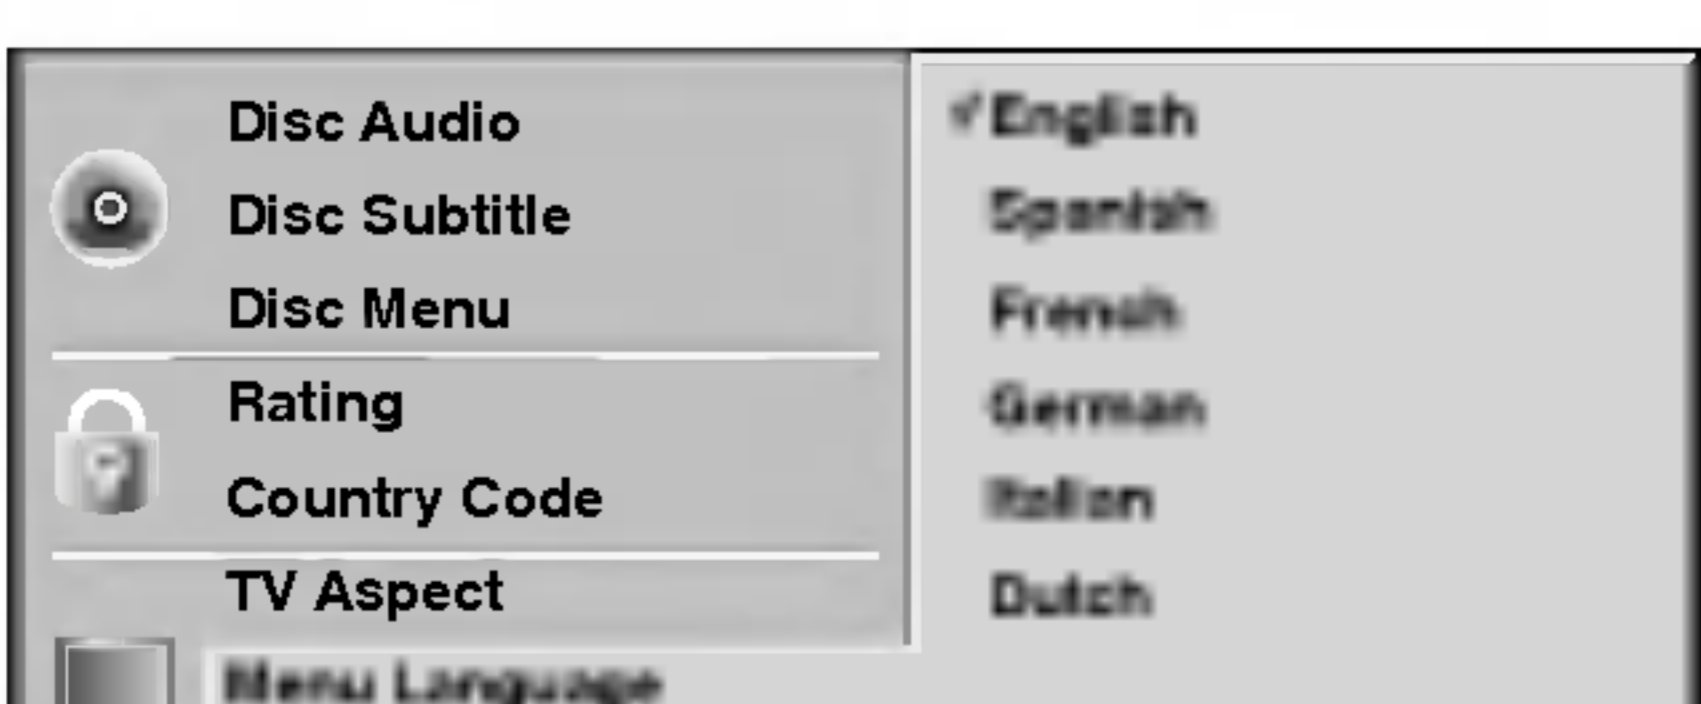 Disc Audio
Disc Subtitle
Disc Menu
Rating
Country Code
TV Aspect
Menu Language
✓English
Spanish
French
German
Italian
Dutch